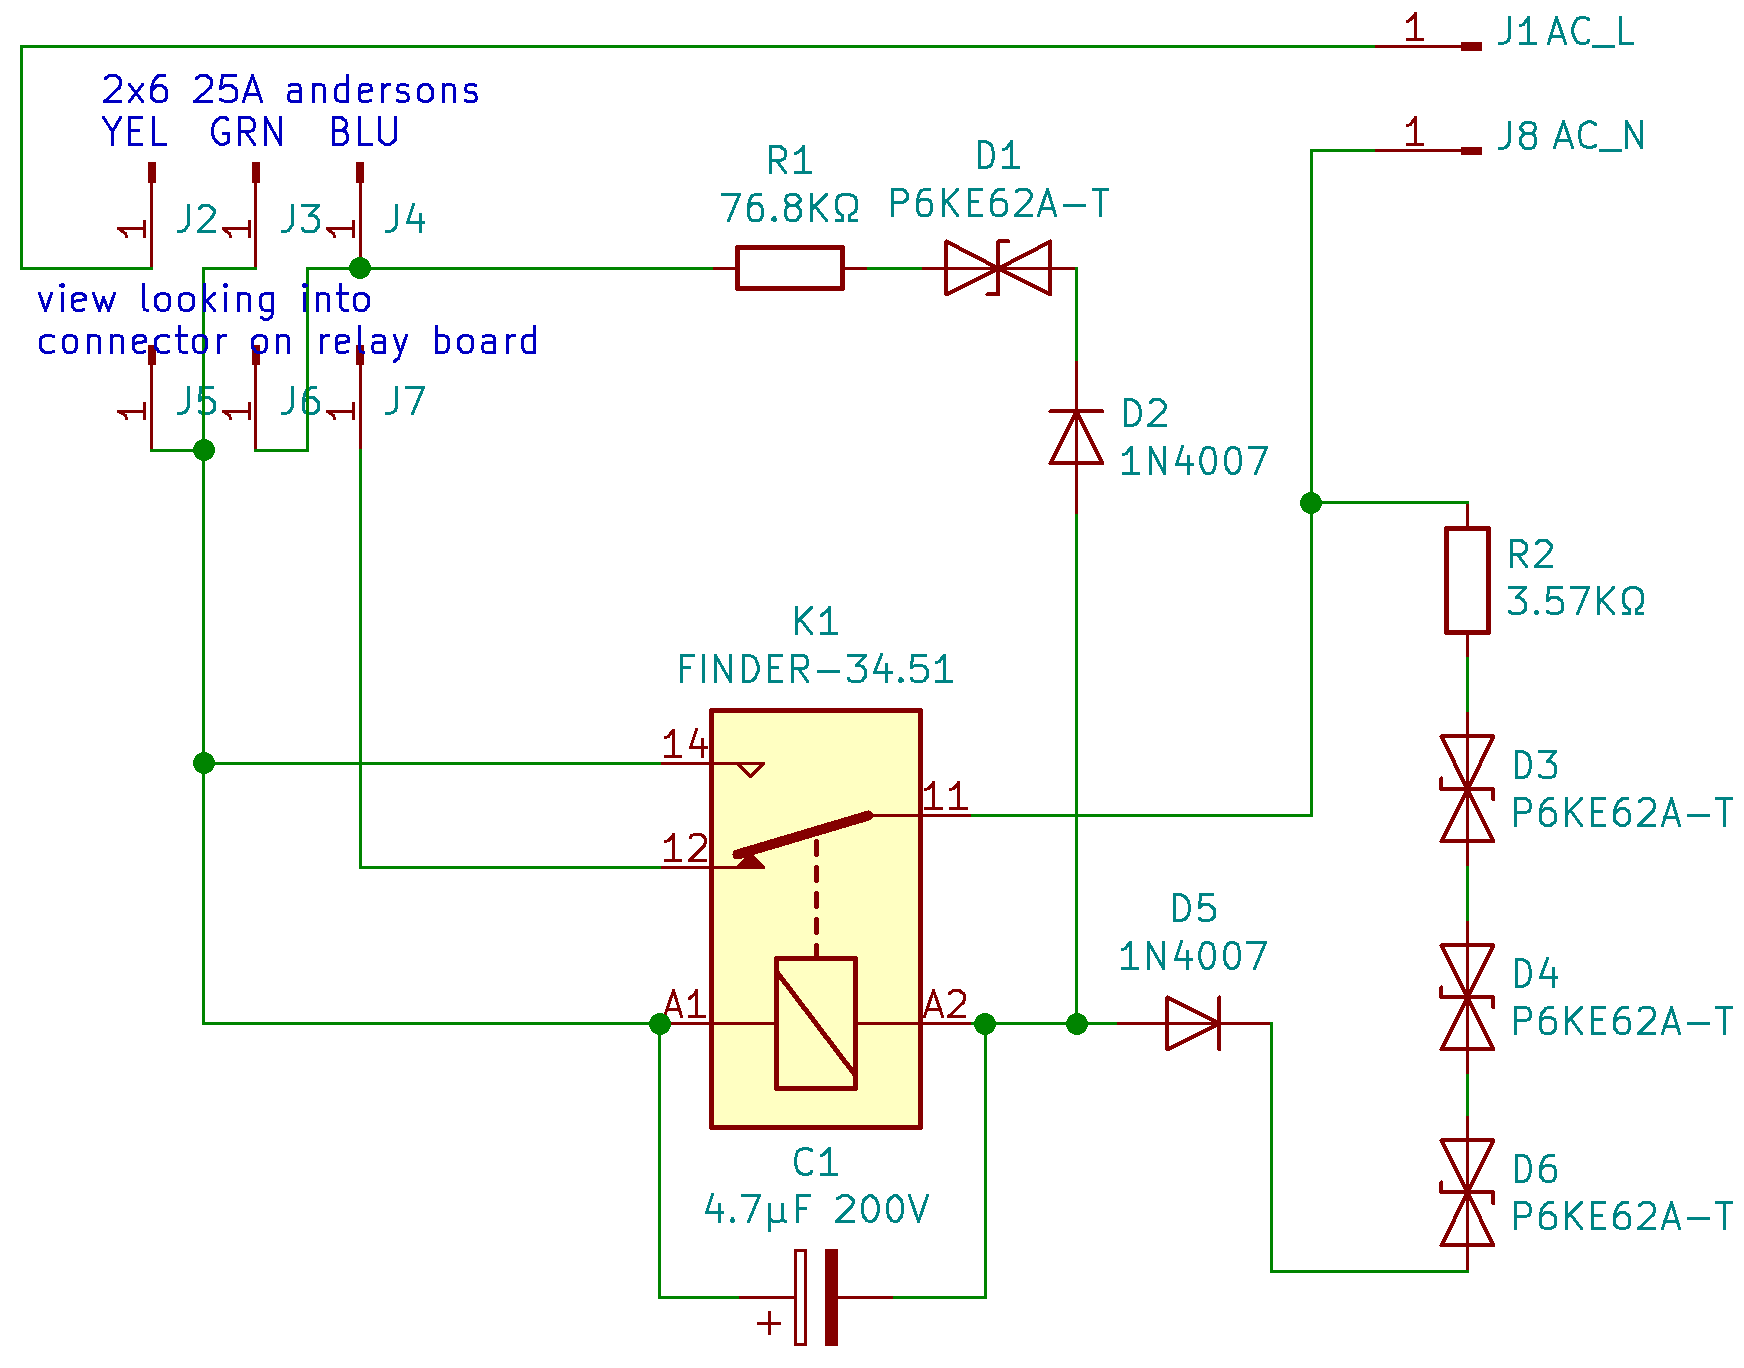 1 J1 AC_L
2x6 25A andersons
YEL GRN BLU
1 J8 AC_N
R1
76.8KΩ
D1
P6KE62A-T
1 J2 1 J3 1 J4
view looking into
connector on relay board
1 J5 1 J6 1 J7
D2
1N4007
R2
3.57KΩ
K1
FINDER-34.51
14
11
12
D3
P6KE62A-T
D5
1N4007
A1
A2
D4
P6KE62A-T
C1
4.7µF 200V
+
D6
P6KE62A-T